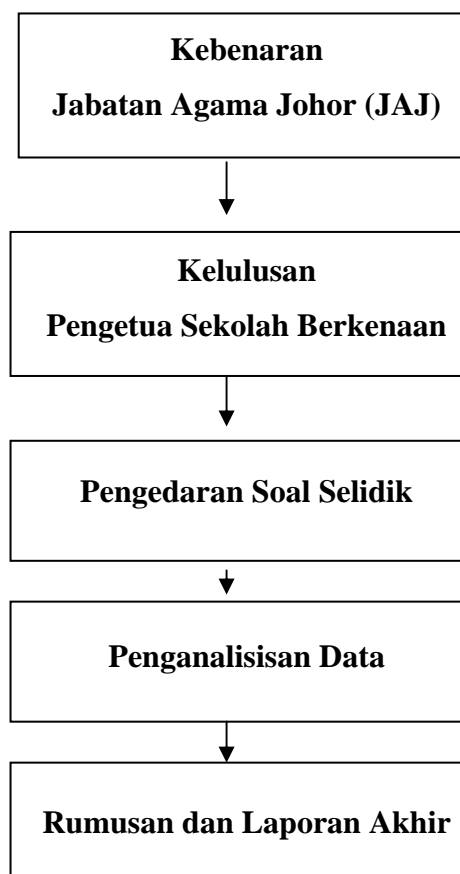 Kebenaran
Jabatan Agama Johor (JAJ)
Kelulusan
Pengetua Sekolah Berkenaan
Pengedaran Soal Selidik
Penganalisisan Data
Rumusan dan Laporan Akhir